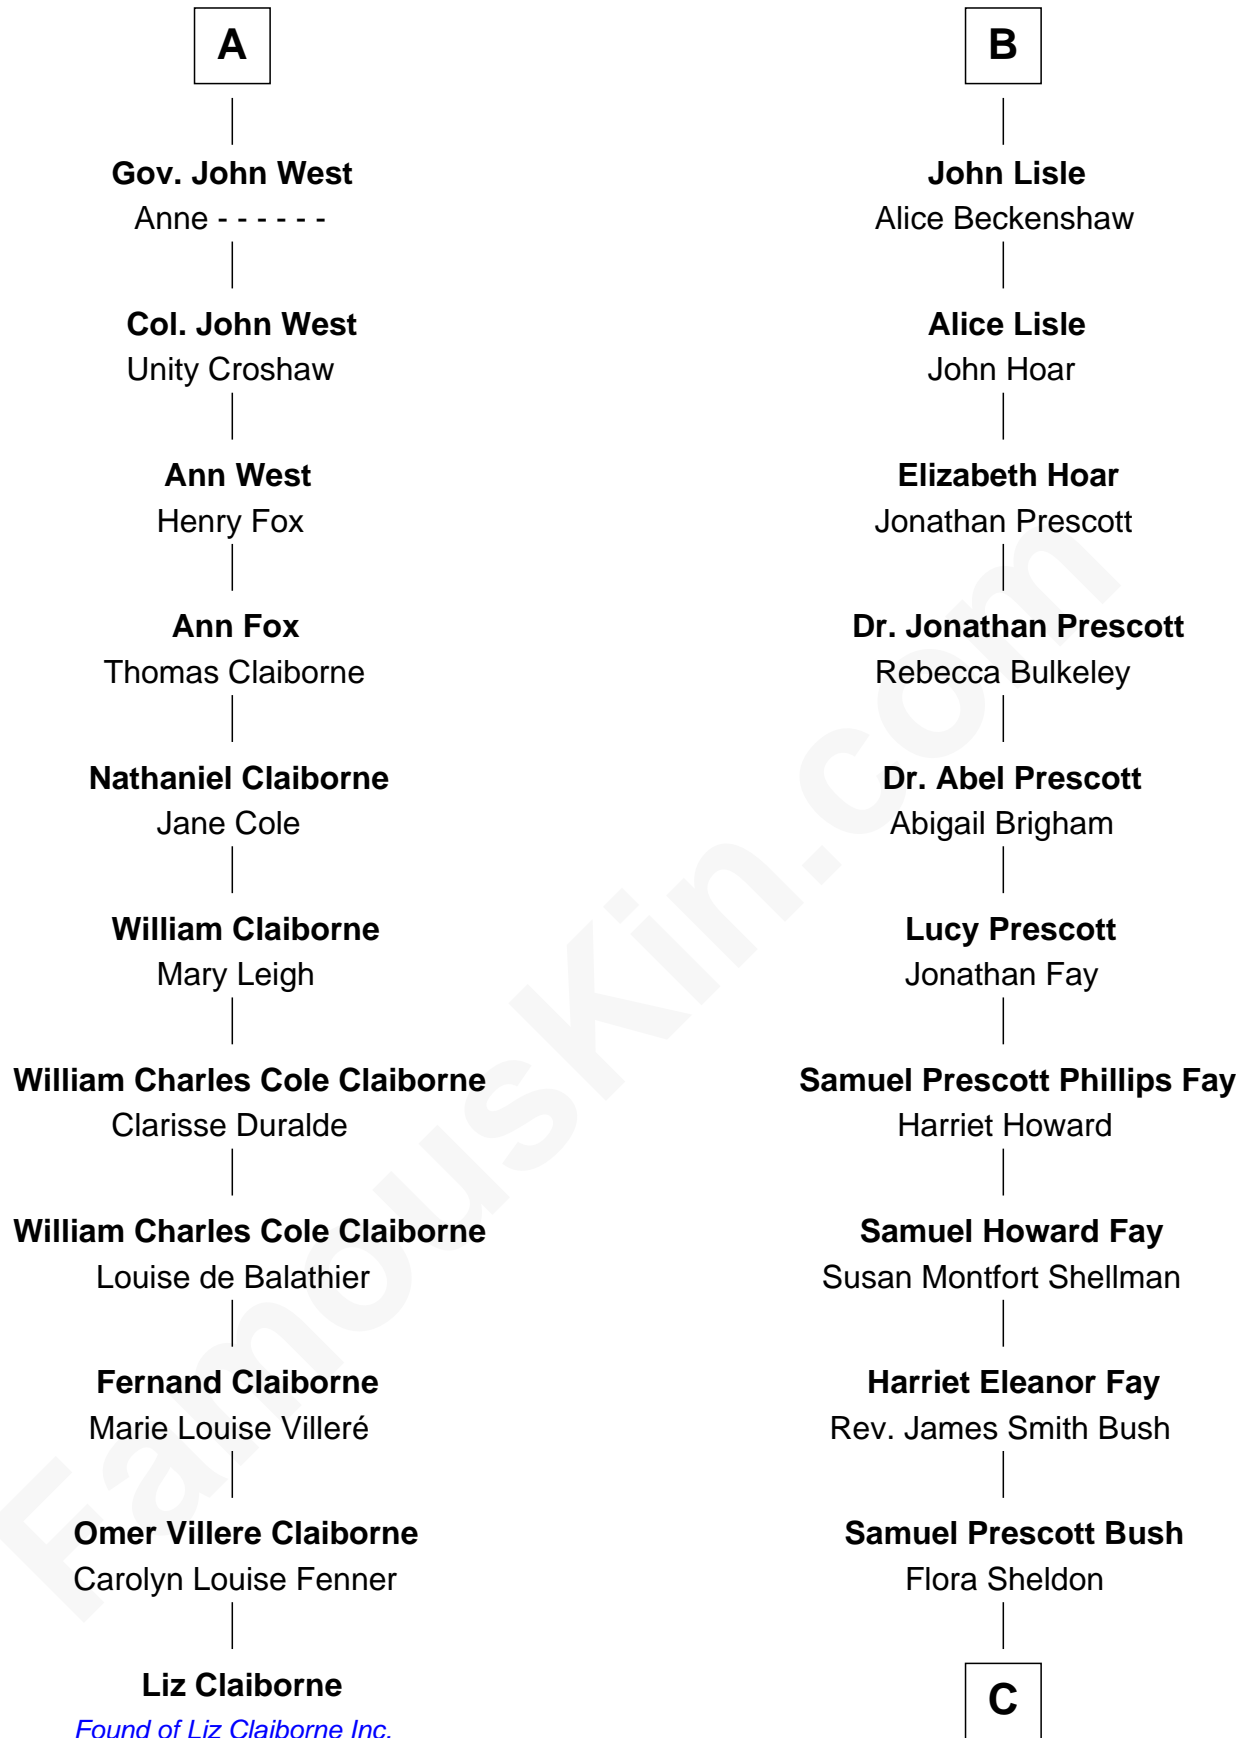 A
Gov. John West
Anne - - - - - -
Col. John West
Unity Croshaw
Ann West
Henry Fox
Ann Fox
Thomas Claiborne
Nathaniel Claiborne
Jane Cole
William Claiborne
Mary Leigh
William Charles Cole Claiborne
Clarisse Duralde
William Charles Cole Claiborne
Louise de Balathier
Fernand Claiborne
Marie Louise Villeré
Omer Villere Claiborne
Carolyn Louise Fenner
Liz Claiborne
Found of Liz Claiborne Inc.
B
John Lisle
Alice Beckenshaw
Alice Lisle
John Hoar
Elizabeth Hoar
Jonathan Prescott
Dr. Jonathan Prescott
Rebecca Bulkeley
Dr. Abel Prescott
Abigail Brigham
Lucy Prescott
Jonathan Fay
Samuel Prescott Phillips Fay
Harriet Howard
Samuel Howard Fay
Susan Montfort Shellman
Harriet Eleanor Fay
Rev. James Smith Bush
Samuel Prescott Bush
Flora Sheldon
C
FamousKin.com